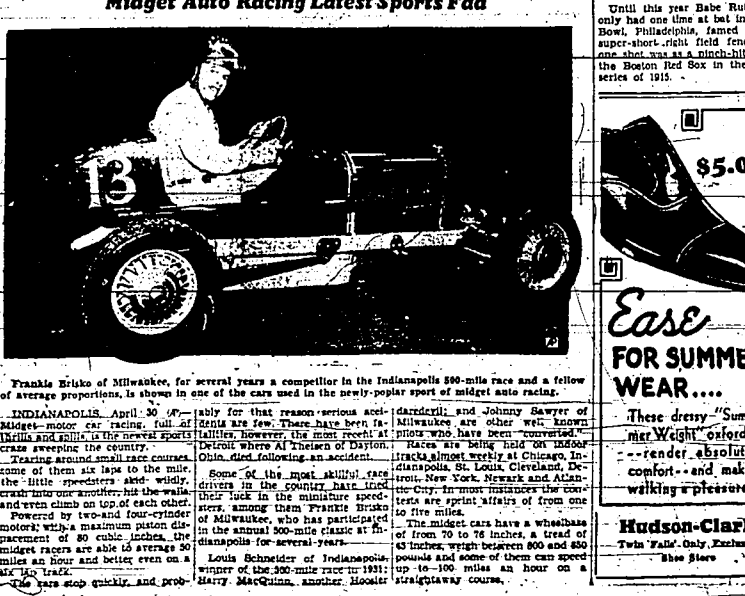 Midget Auto Racing Latest Sports Fad
13
Frankie Brisko of Milwaukee, for several years a competitor in the Indianapolis 500-mile race and a fellow
of average proportions, is shown in one of the cars used in the newly-poplar sport of midget auto racing.
INDIANAPOLIS, April 30 (AP)—
Midget motor car racing, full of
thrills and spills, is the newest sports
craze sweeping the country.
Tearing around small race courses,
some of them six laps to the mile,
the little speedsters skid wildly,
crash into one another, hit the walls
and even climb on top of each other.
Powered by two-and four-cylinder
motors, with a maximum piston dis-
pacement of 80 cubic inches, the
midget racers are able to average 50
miles an hour and better even on a
six lap track.
The cars stop quickly, and prob-
ably for that reason serious acci-
dents are few. There have been fa-
talities, however, the most recent at
Detroit where Al Theisen of Dayton,
Ohio, died following an accident.
Some of the most skillful race
drivers in the country have tried
their luck in the miniature speed-
sters, among them Frankie Brisko
of Milwaukee, who has participated
in the annual 500-mile classic at In-
dianapolis for several years.
Louis Schneider of Indianapolis,
winner of the 500-mile race in 1931;
Harry MacQuinn, another Hoosier
daredevil; and Johnny Sawyer of
Milwaukee are other well known
pilots who have been "converted."
Races are being held on indoor
tracks almost weekly at Chicago, In-
dianapolis, St. Louis, Cleveland, De-
troit, New York, Newark and Atlan-
tic City. In most instances the con-
tests are sprint affairs of from one
to five miles.
The midget cars have a wheelbase
of from 70 to 76 inches, a tread of
inches, weigh between 600 and 850
pounds and some of them can speed
up to 100 miles an hour on a
straightaway course.
Until this year Babe Ru
only had one time at bat in
Bowl, Philadelphia, famed
super-short right field fenc
one shot was as a pinch-hit
the Boston Red Sox in the
series of 1915.
$5.0
Ease
FOR SUMME
WEAR....
These dressy "Sum
mer Weight" oxford
--render absolut
comfort--and mak
walking a pleasure
Hudson-Clar
Twin Falls' Only Exclus
Shoe Store